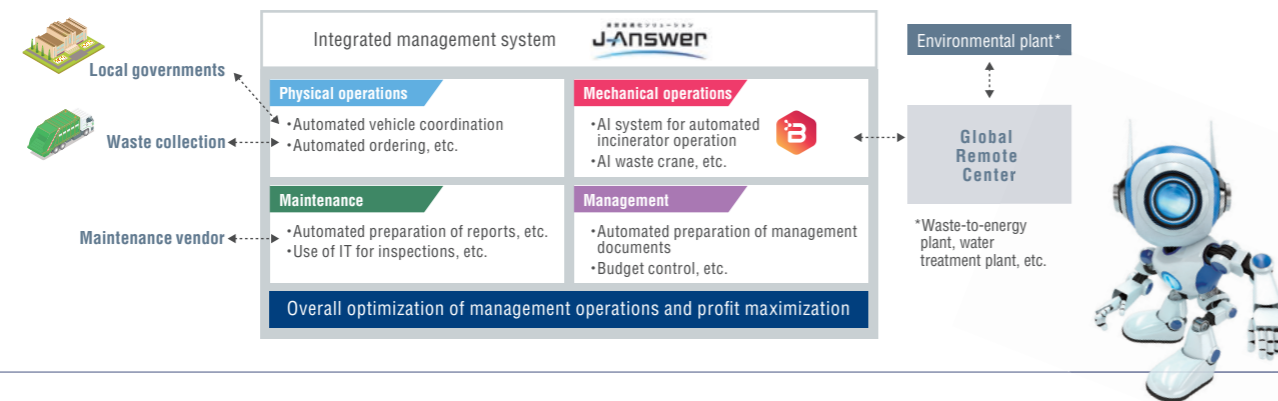 Integrated management system
J-Answer
Environmental plant*
Local governments
Physical operations
Mechanical operations
・Automated vehicle coordination
・Automated ordering, etc.
・AI system for automated
incinerator operation
・AI waste crane, etc.
Waste collection
Global
Remote
Center
Maintenance
Management
Maintenance vendor
・Automated preparation of reports, etc.
・Use of IT for inspections, etc.
・Automated preparation of management
documents
・Budget control, etc.
*Waste-to-energy
plant, water
treatment plant, etc.
Overall optimization of management operations and profit maximization